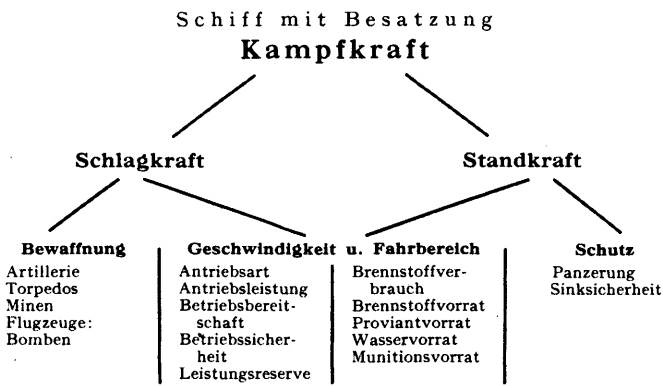 Schiff mit Besatzung
Kampfkraft
Schlagkraft
Standkraft
Bewaffnung
Artillerie
Torpedos
Minen
Flugzeuge:
Bomben
Geschwindigkeit u. Fahrbereich
Antriebsart
Antriebsleistung
Betriebsbereit-
schaft
Betriebssicher-
heit
Leistungsreserve
Brennstoffver-
brauch
Brennstoffvorrat
Proviantvorrat
Wasservorrat
Munitionsvorrat
Schutz
Panzerung
Sinksicherheit